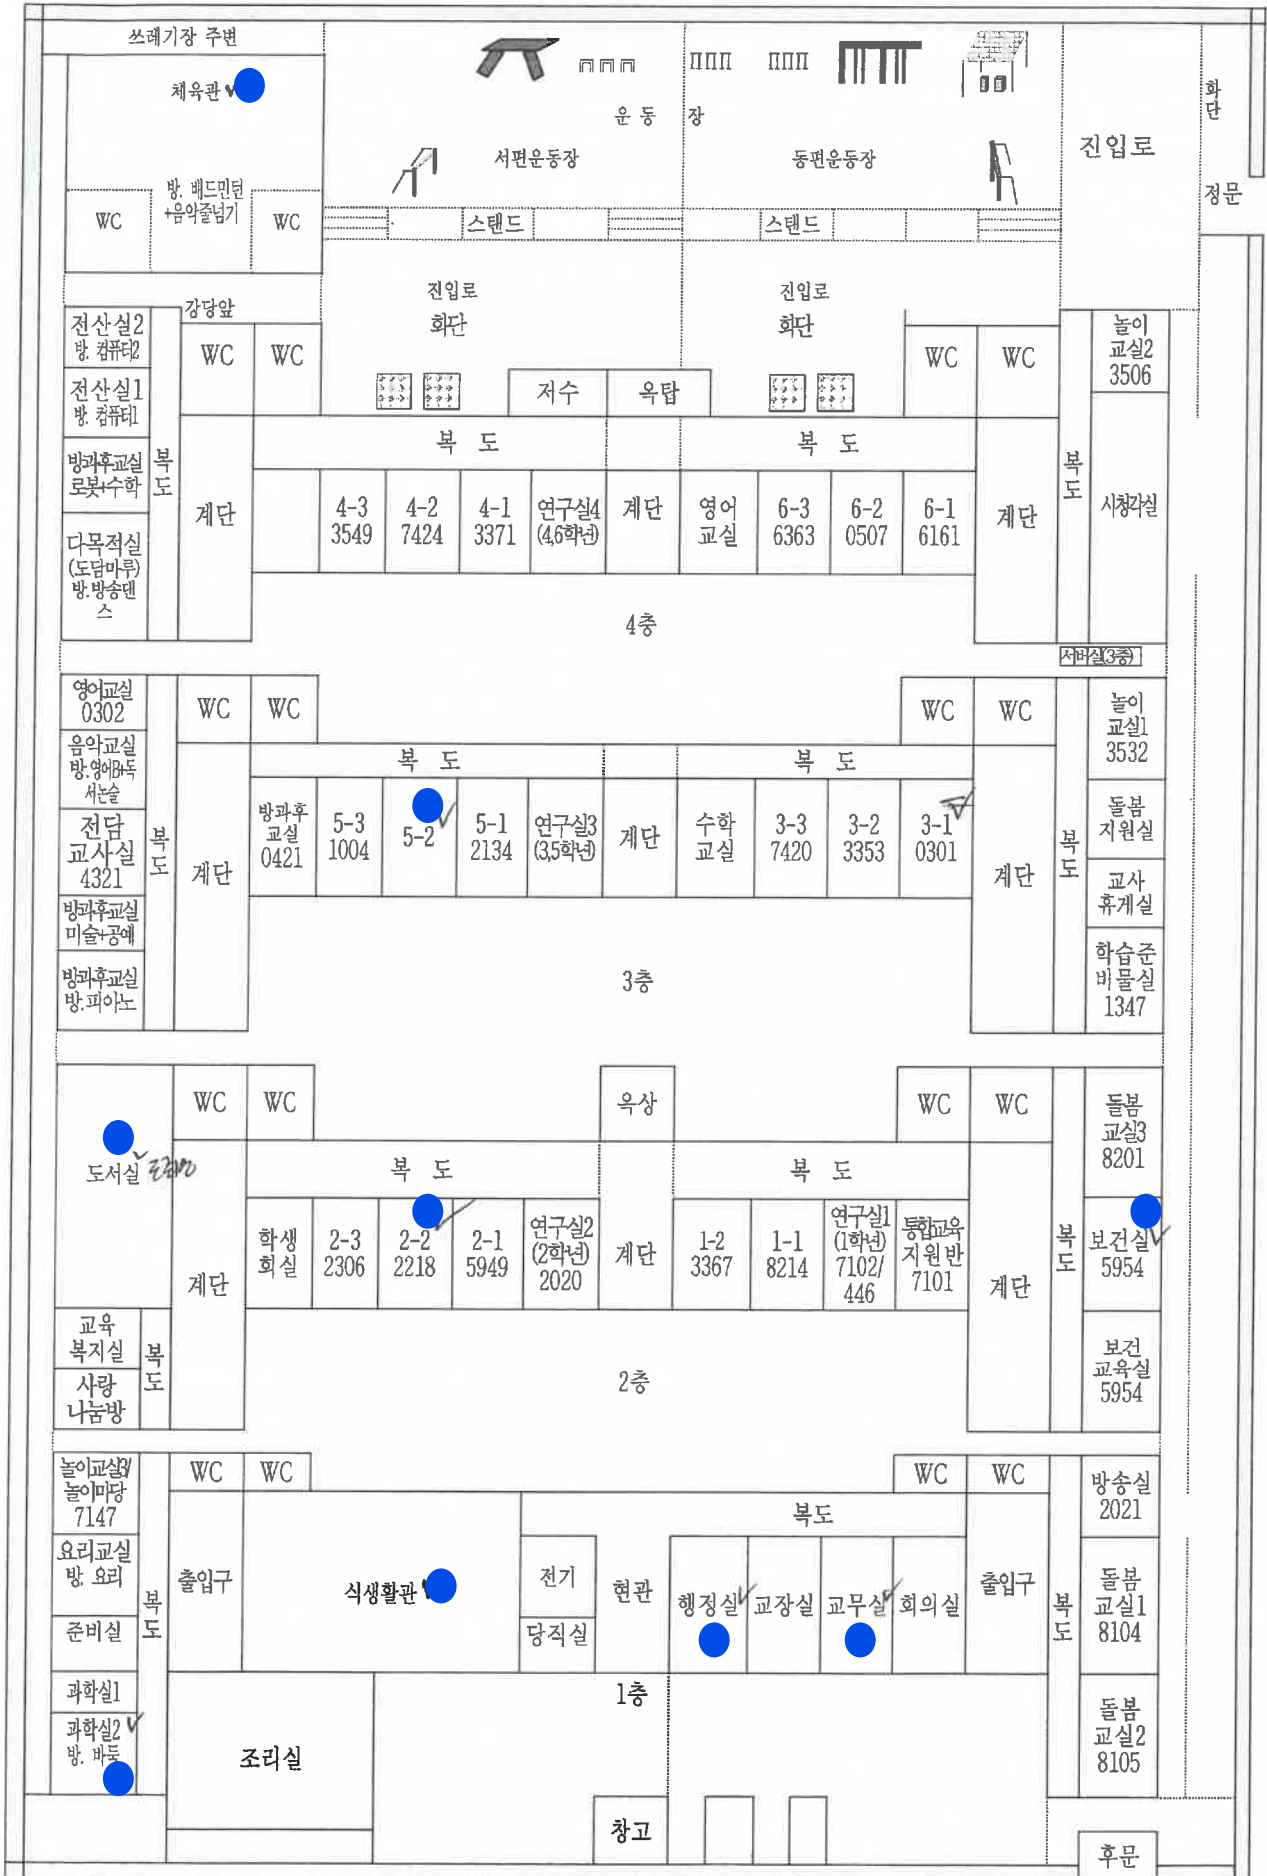 쓰레기장 주변
체육관
방. 배드민턴
+음악줄넘기
WC
WC
운 동 장
서편운동장
동편운동장
스탠드
스탠드
진입로
화단
정문
강당앞
진입로
화단
진입로
화단
전산실2
방. 컴퓨터2
전산실1
방. 컴퓨터1
방과후교실
로봇+수학
다목적실
(도담마루)
방.방송댄
스
복도
WC
WC
계단
저수
옥탑
복 도
복 도
4-3
3549
4-2
7424
4-1
3371
연구실4
(4,6학년)
계단
영어
교실
6-3
6363
6-2
0507
6-1
6161
WC
WC
계단
복도
놀이
교실2
3506
시청각실
4층
서버실(3층)
영어교실
0302
음악교실
방.영어B+독
서논술
전담
교사실
4321
방과후교실
미술+공예
방과후교실
방.피아노
복도
WC
WC
계단
복 도
복 도
방과후
교실
0421
5-3
1004
5-2
5-1
2134
연구실3
(3,5학년)
계단
수학
교실
3-3
7420
3-2
3353
3-1
0301
WC
WC
계단
복도
놀이
교실1
3532
돌봄
지원실
교사
휴게실
학습준
비물실
1347
3층
도서실
교육
복지실
사랑
나눔방
복도
WC
WC
계단
옥상
복 도
복 도
학생
회실
2-3
2306
2-2
2218
2-1
5949
연구실2
(2학년)
2020
계단
1-2
3367
1-1
8214
연구실1
(1학년)
7102/
446
통합교육
지원반
7101
WC
WC
계단
복도
돌봄
교실3
8201
보건실
5954
보건
교육실
5954
2층
놀이교실3/
놀이마당
7147
요리교실
방. 요리
준비실
과학실1
과학실2
방. 바둑
복도
WC
WC
출입구
식생활관
전기
당직실
현관
복도
행정실
교장실
교무실
회의실
WC
WC
출입구
복도
방송실
2021
돌봄
교실1
8104
돌봄
교실2
8105
1층
조리실
창고
후문